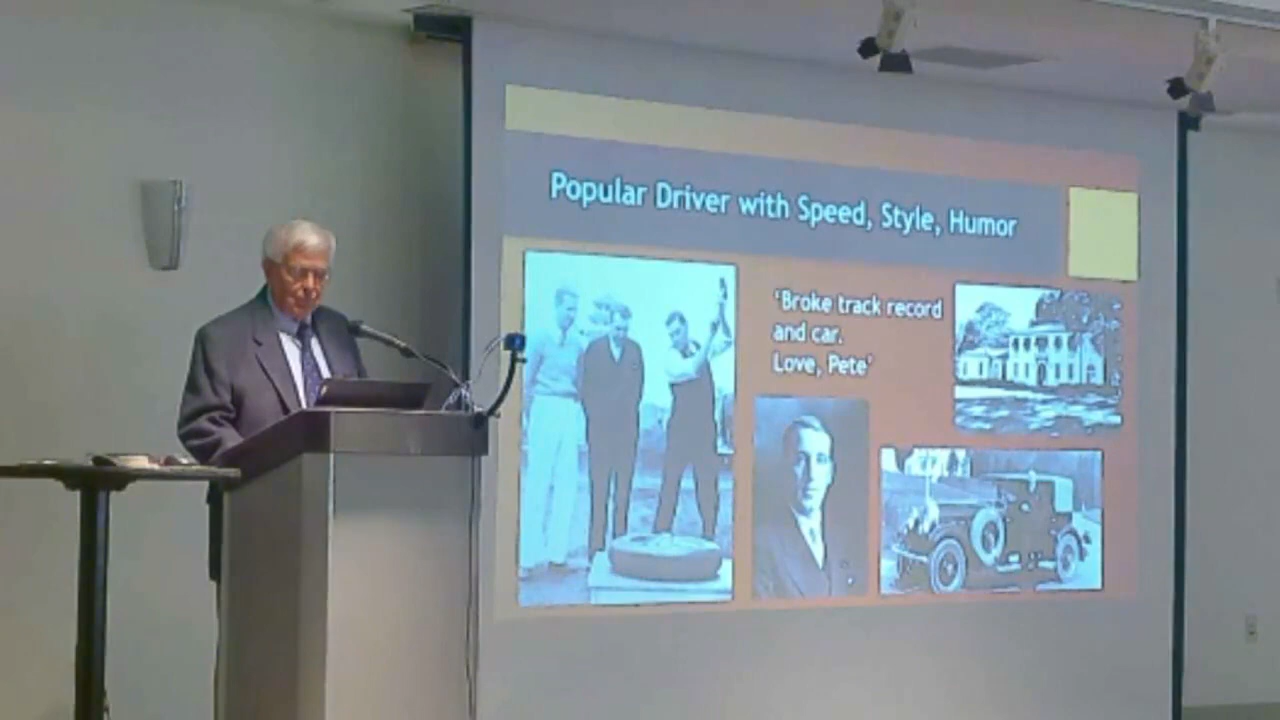 Popular Driver with Speed, Style, Humor
'Broke track record
and car.
Love, Pete'